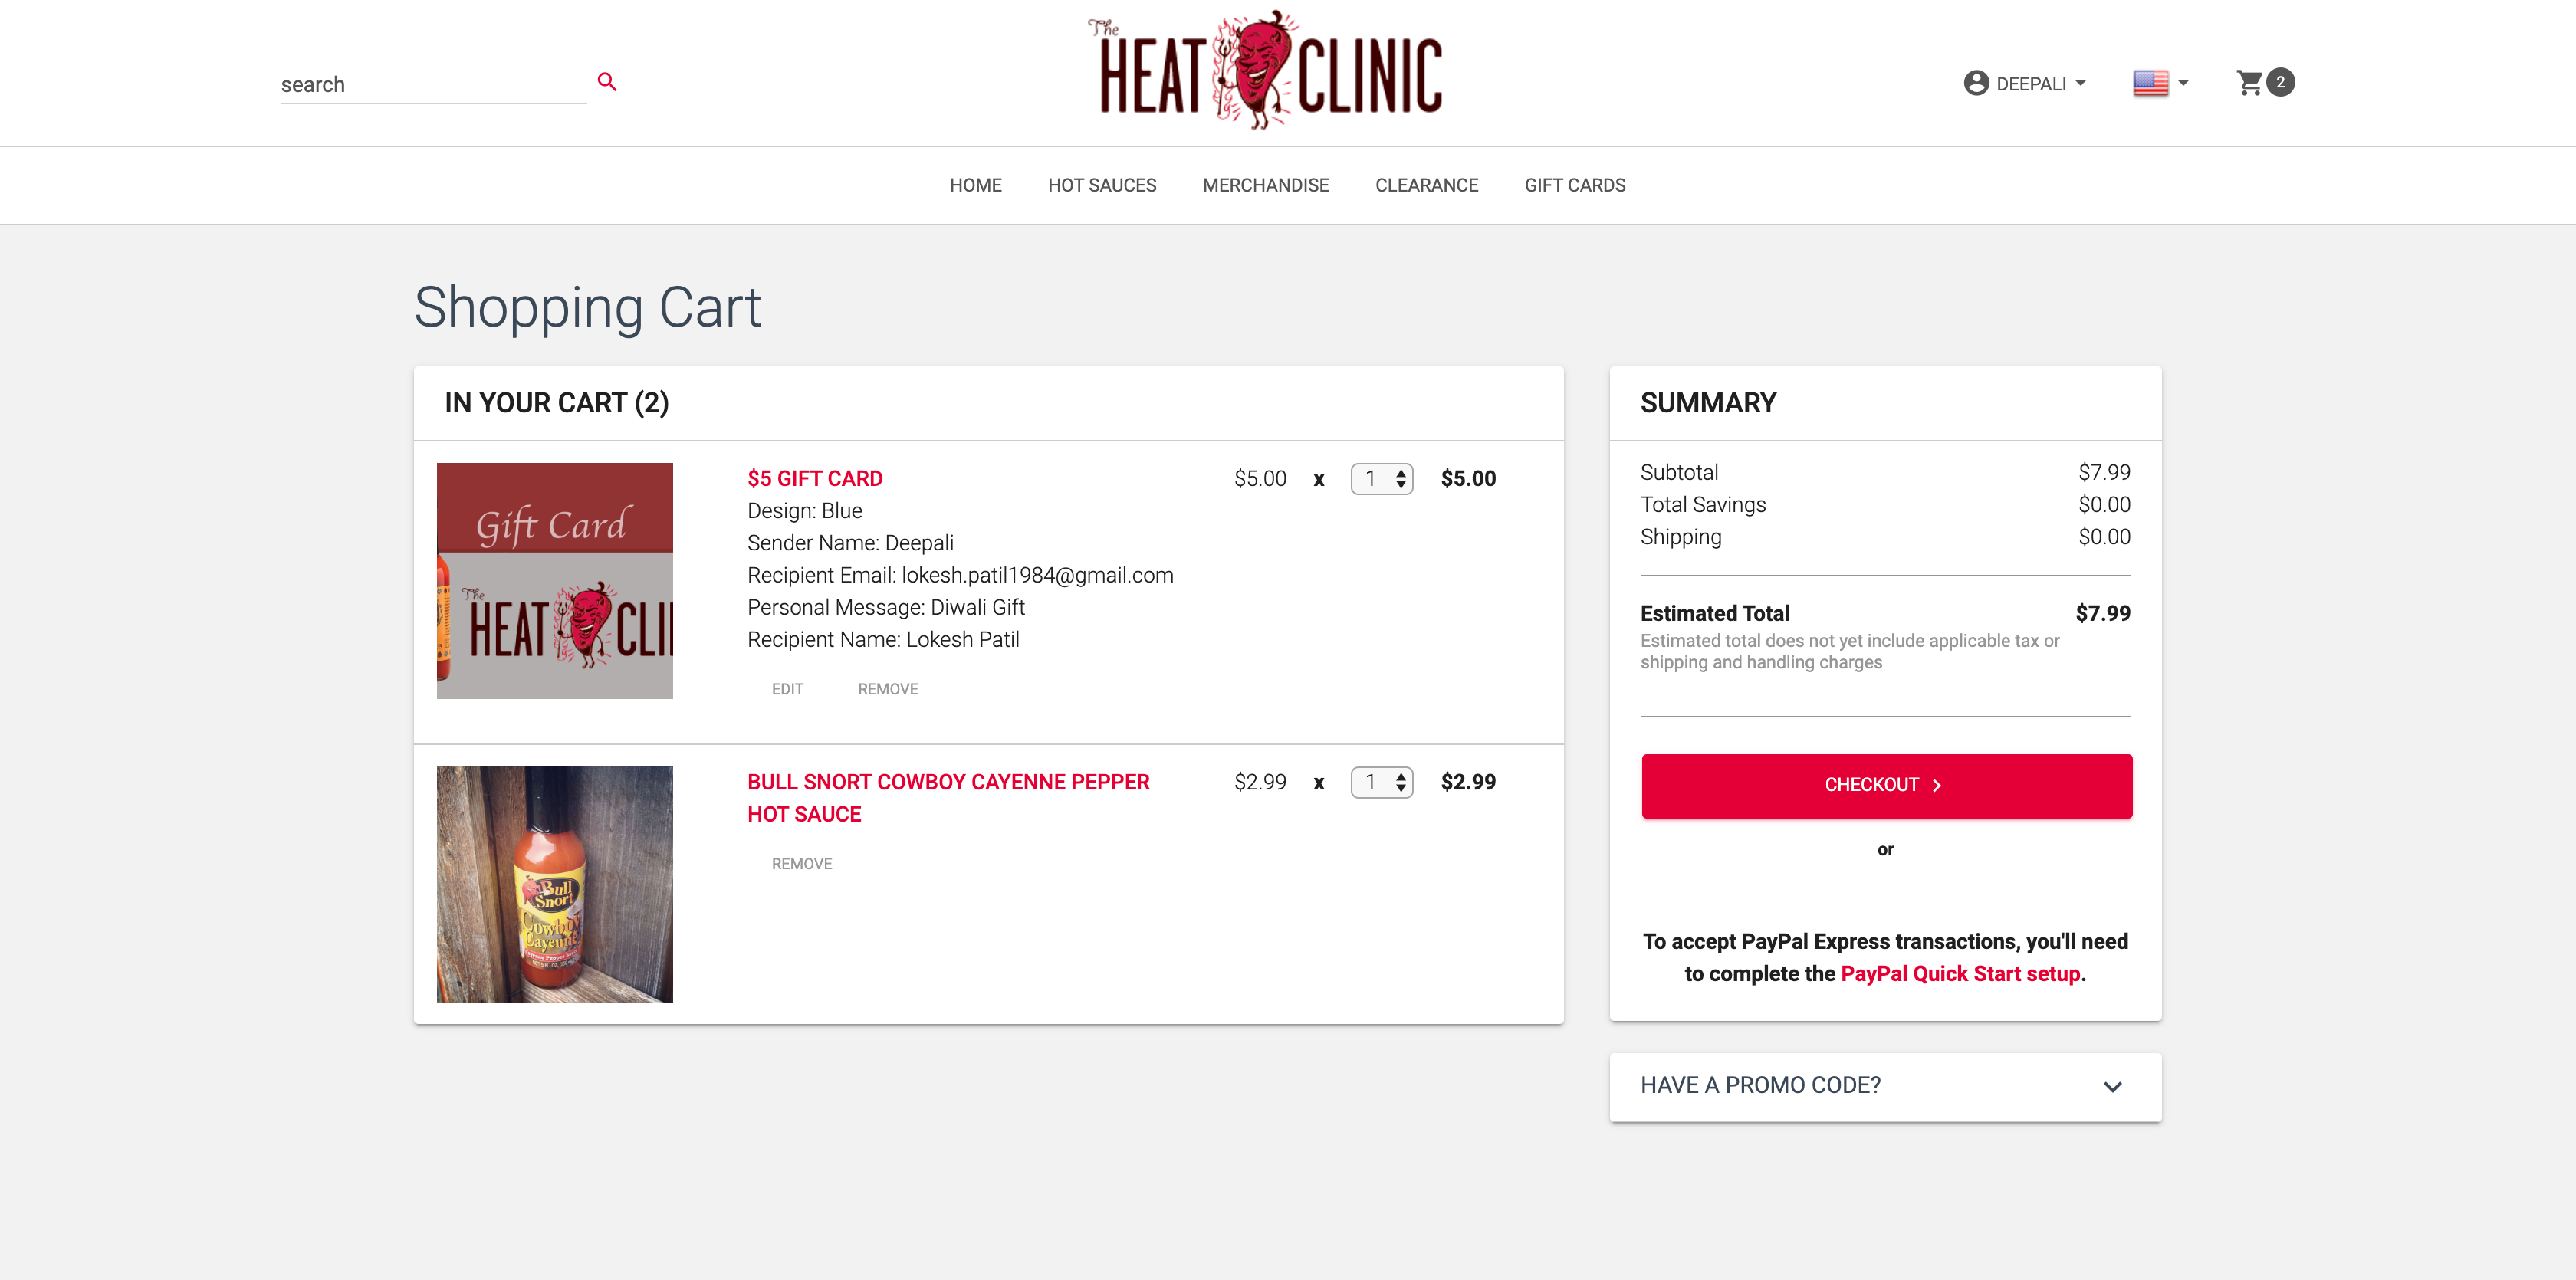 The
HEAT CLINIC
search
DEEPALI
2
HOME HOT SAUCES MERCHANDISE CLEARANCE GIFT CARDS
Shopping Cart
IN YOUR CART (2)
Gift Card
The
HEAT CLI
$5 GIFT CARD $5.00 x 1 $5.00
Design: Blue
Sender Name: Deepali
Recipient Email: lokesh.patil1984@gmail.com
Personal Message: Diwali Gift
Recipient Name: Lokesh Patil
EDIT REMOVE
Bull
Snort
Cowboy
Cayenne
BULL SNORT COWBOY CAYENNE PEPPER
HOT SAUCE
$2.99 x 1 $2.99
REMOVE
SUMMARY
Subtotal $7.99
Total Savings $0.00
Shipping $0.00
Estimated Total $7.99
Estimated total does not yet include applicable tax or
shipping and handling charges
CHECKOUT
or
To accept PayPal Express transactions, you'll need
to complete the PayPal Quick Start setup.
HAVE A PROMO CODE?